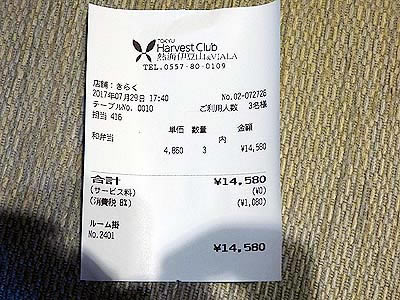 TOKYU
Harvest Club
熱海伊豆山&VIALA
TEL.0557-80-0109
店舗：きらく
2017年07月29日 17:40 No.02-072726
テーブルNo. 0010 ご利用人数 3名様
担当 416
単価 数量 金額
和弁当 内
4,860 3 ¥14,580
合計 ¥14,580
(サービス料) (¥0)
(消費税 8%) (¥1,080)
ルーム掛
No.2401
¥14,580